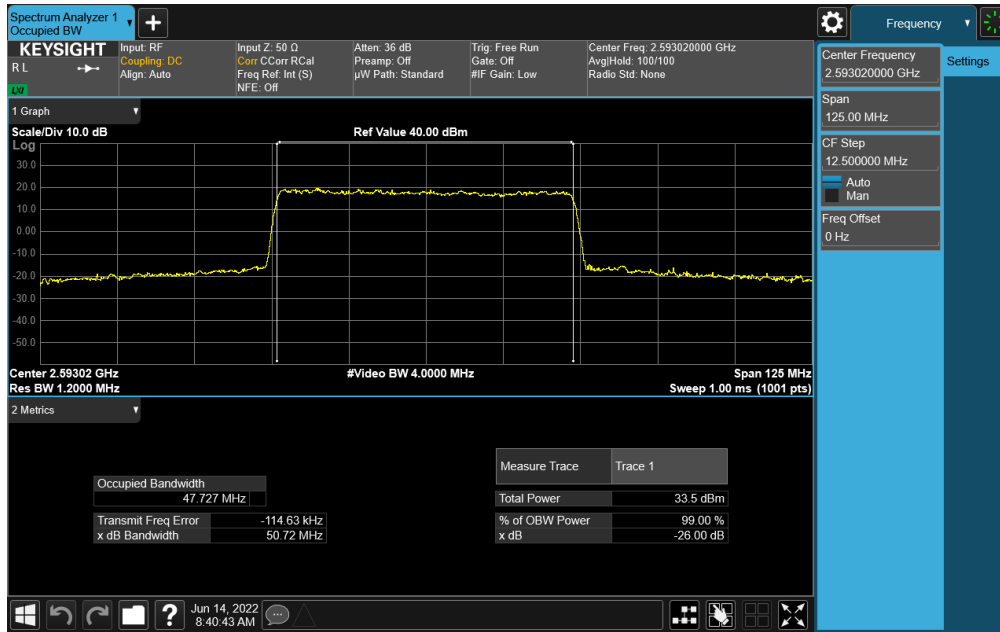 Spectrum Analyzer 1
Occupied BW
Frequency
KEYSIGHT
R L
LXI
Input: RF
Coupling: DC
Align: Auto
Input Z: 50 Ω
Corr CCorr RCal
Freq Ref: Int (S)
NFE: Off
Atten: 36 dB
Preamp: Off
µW Path: Standard
Trig: Free Run
Gate: Off
#IF Gain: Low
Center Freq: 2.593020000 GHz
Avg|Hold: 100/100
Radio Std: None
Center Frequency
2.593020000 GHz
Settings
Span
125.00 MHz
CF Step
12.500000 MHz
Auto
Man
Freq Offset
0 Hz
1 Graph
Scale/Div 10.0 dB
Ref Value 40.00 dBm
Log
30.0
20.0
10.0
0.00
-10.0
-20.0
-30.0
-40.0
-50.0
Center 2.59302 GHz
#Video BW 4.0000 MHz
Span 125 MHz
Res BW 1.2000 MHz
Sweep 1.00 ms (1001 pts)
2 Metrics
Measure Trace Trace 1
Occupied Bandwidth
47.727 MHz
Total Power 33.5 dBm
Transmit Freq Error -114.63 kHz
% of OBW Power 99.00 %
x dB Bandwidth 50.72 MHz
x dB -26.00 dB
?
Jun 14, 2022
8:40:43 AM